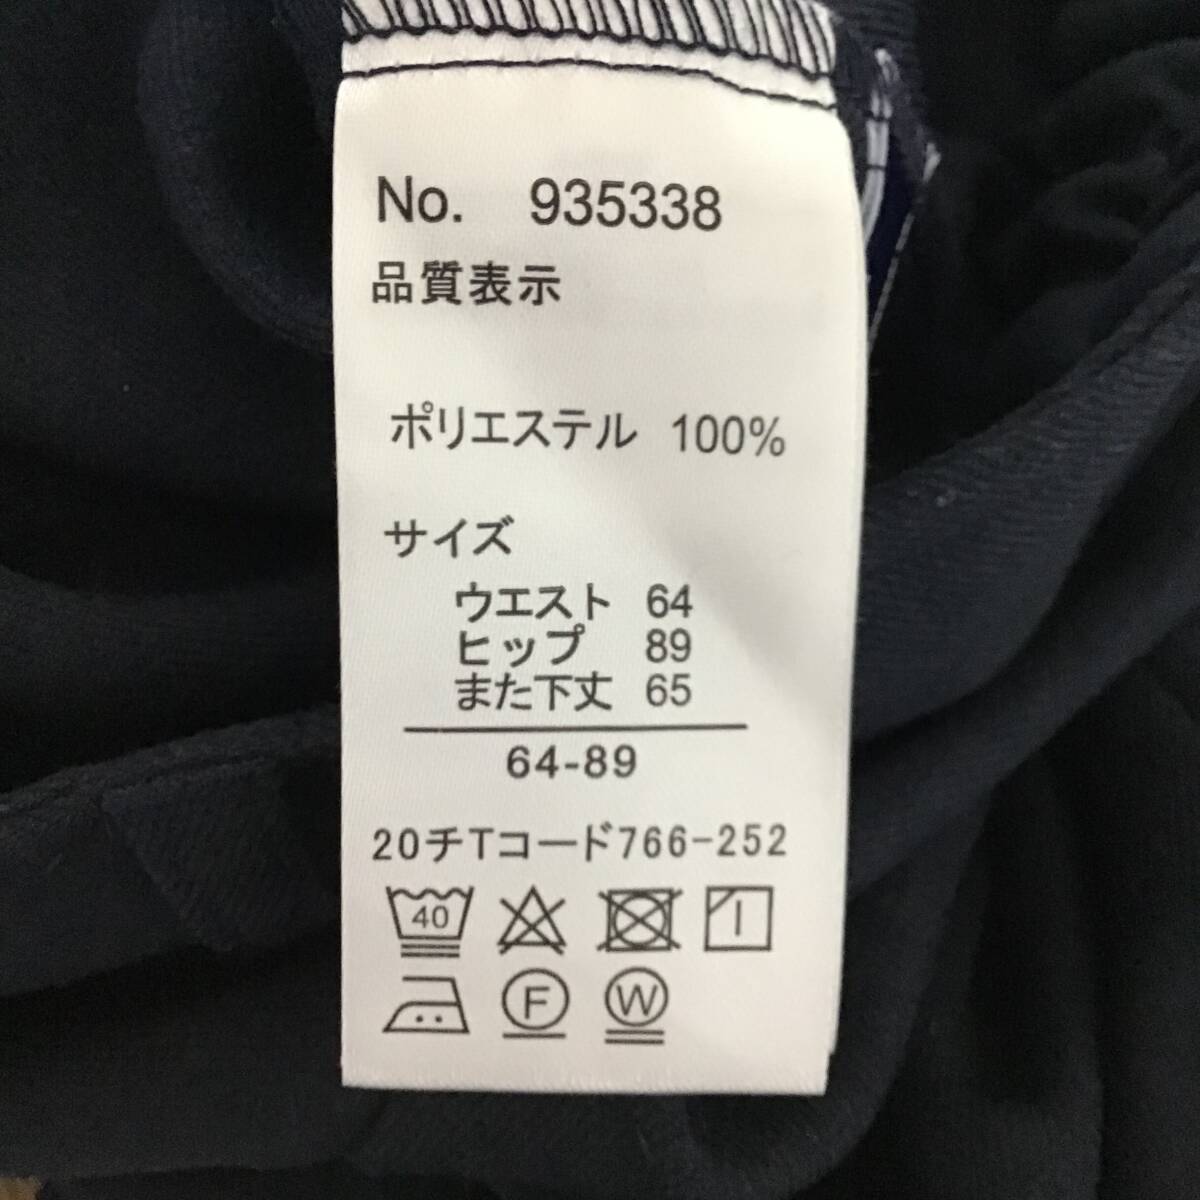 No. 935338
品質表示
ポリエステル 100%
サイズ
ウエスト 64
ヒップ 89
また下丈 65
64-89
20チTコード766-252
40
F
W